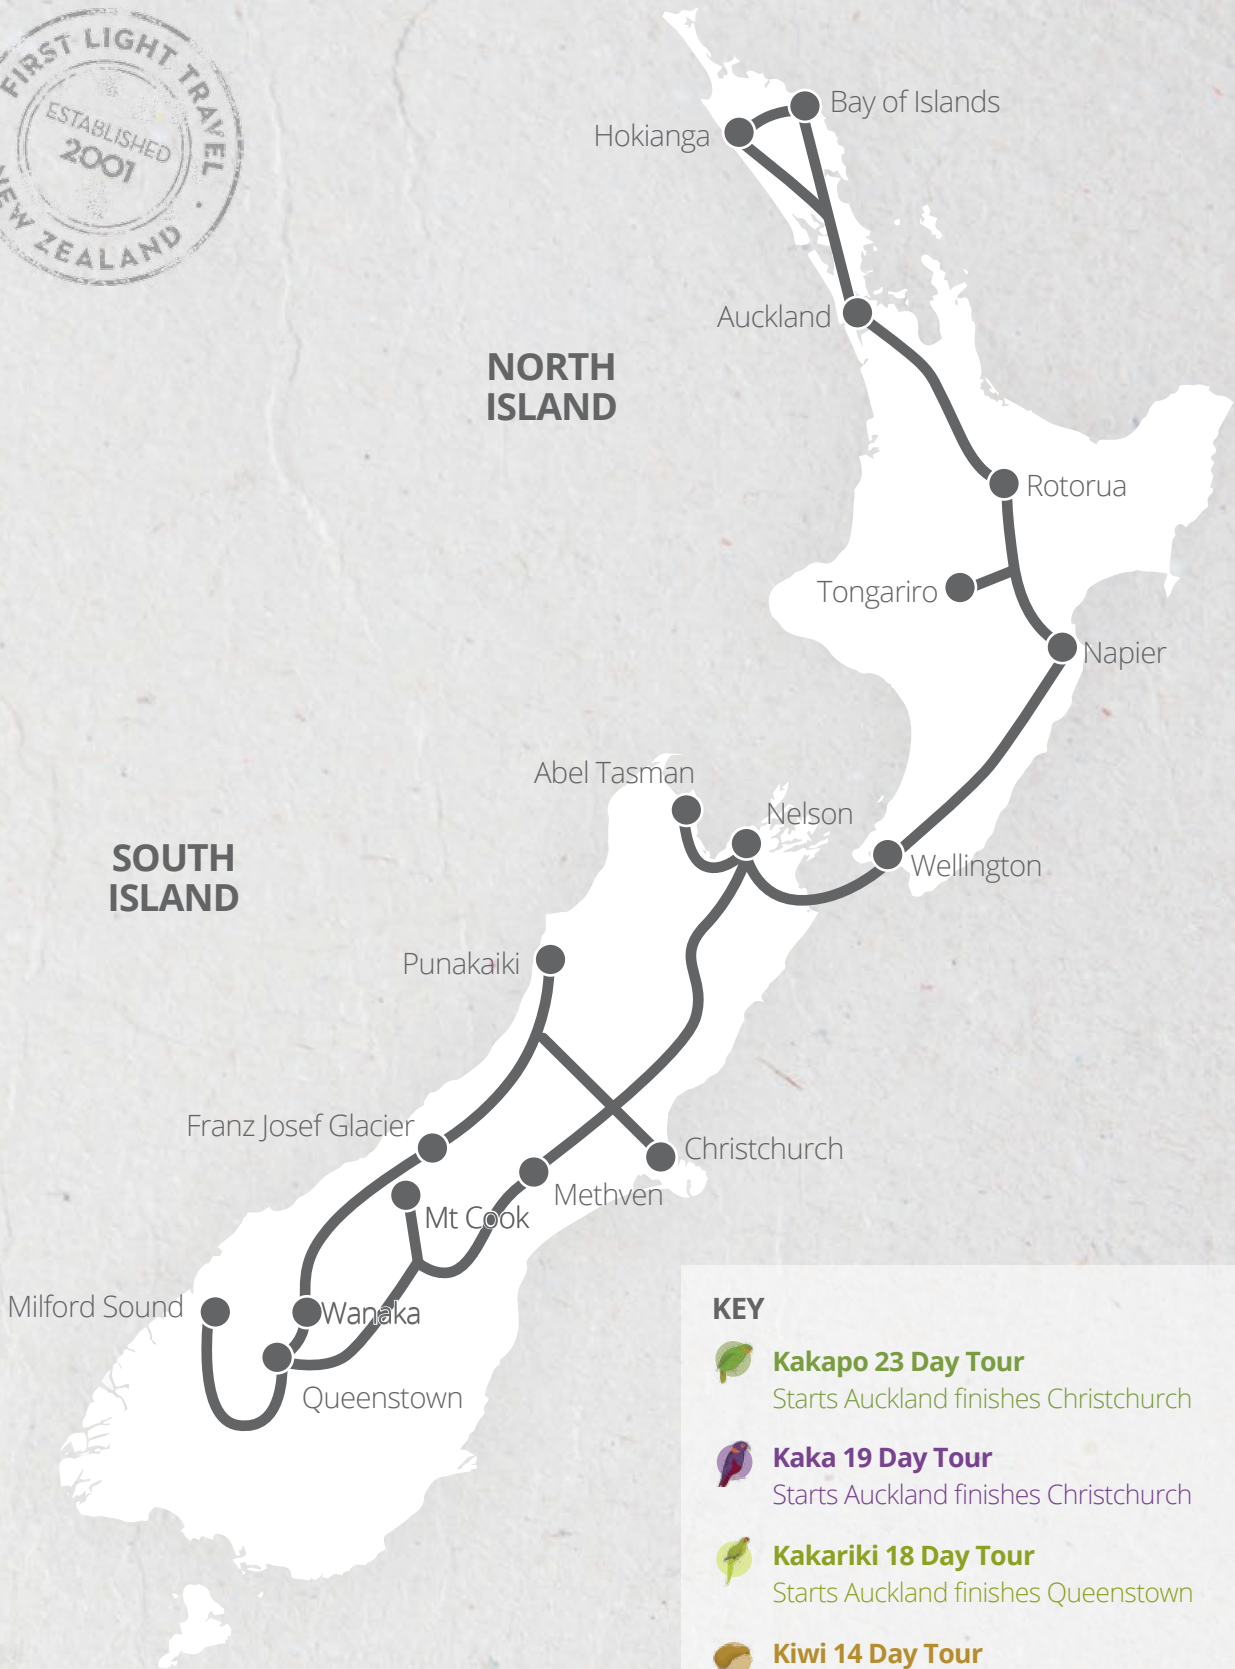 FIRST LIGHT TRAVEL
ESTABLISHED
2001
NEW ZEALAND
Bay of Islands
Hokianga
Auckland
NORTH
ISLAND
Rotorua
Tongariro
Napier
Abel Tasman
Nelson
SOUTH
ISLAND
Wellington
Punakaiki
Franz Josef Glacier
Christchurch
Methven
Mt Cook
Milford Sound
Wanaka
Queenstown
KEY
Kakapo 23 Day Tour
Starts Auckland finishes Christchurch
Kaka 19 Day Tour
Starts Auckland finishes Christchurch
Kakariki 18 Day Tour
Starts Auckland finishes Queenstown
Kiwi 14 Day Tour